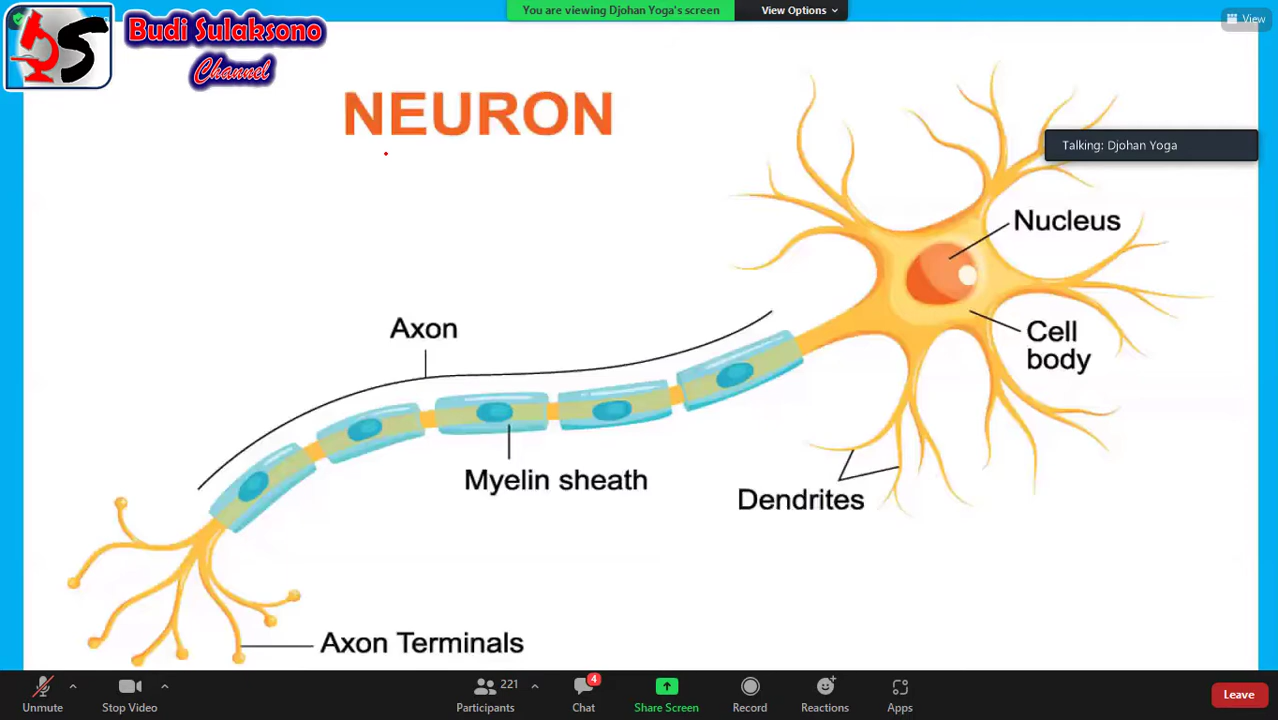 You are viewing Djohan Yoga's screen
View Options
View
S
Budi Sulaksono
Channel
NEURON
Talking: Djohan Yoga
Nucleus
Cell
body
Axon
Myelin sheath
Dendrites
Axon Terminals
Unmute
Stop Video
221
Participants
4
Chat
Share Screen
Record
Reactions
Apps
Leave